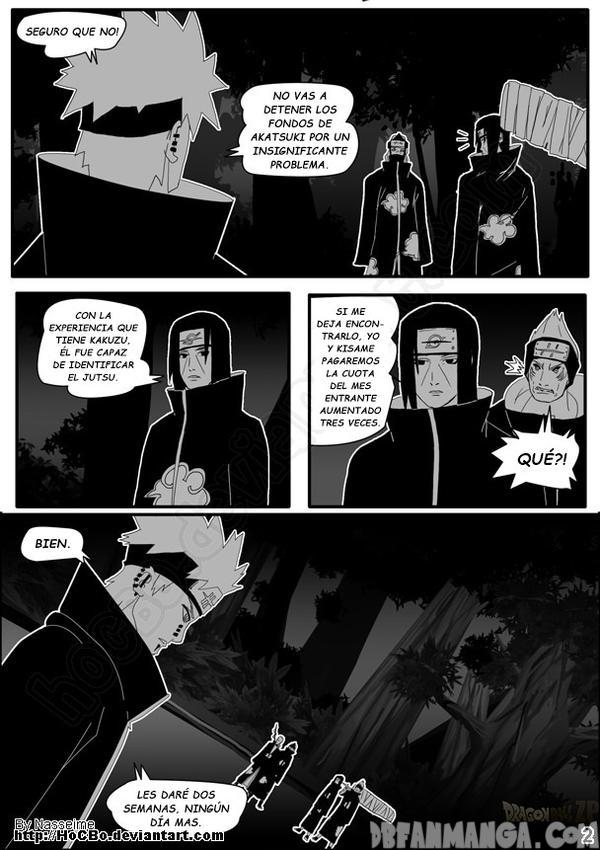 SEGURO QUE NO!
NO VAS A
DETENER LOS
FONDOS DE
AKATSUKI POR UN
INSIGNIFICANTE
PROBLEMA.
CON LA
EXPERIENCIA QUE
TIENE KAKUZU,
ÉL FUE CAPAZ
DE IDENTIFICAR
EL JUTSU.
SI ME
DEJA ENCON-
TRARLO, YO
Y KISAME
PAGAREMOS
LA CUOTA
DEL MES
ENTRANTE
AUMENTADO
TRES VECES.
QUÉ?!
BIEN.
LES DARÉ DOS
SEMANAS, NINGÚN
DÍA MAS.
By Nasseime
http://HOCBo.deviantart.com
DRAGON BALL
DBFANMANGA.COM
2